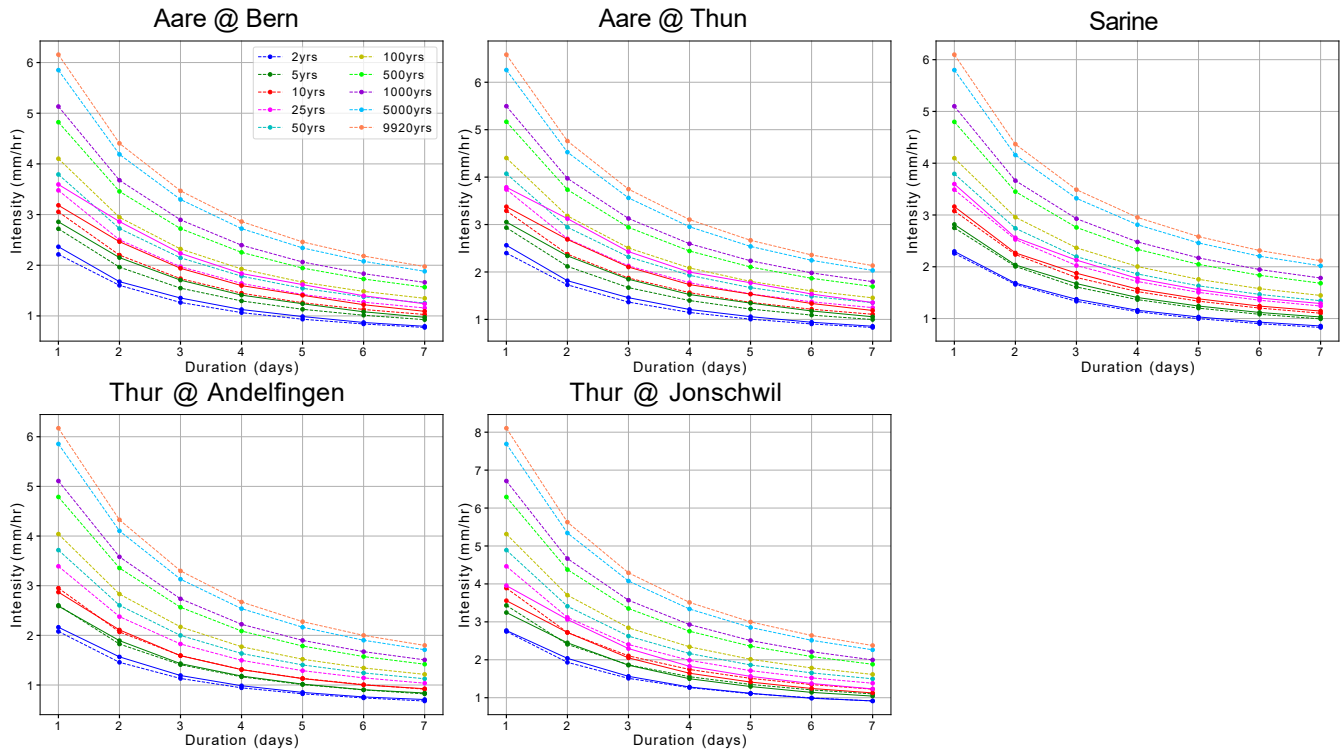 Aare @ Bern
Aare @ Thun
Sarine
Intensity (mm/hr)
6
5
4
3
2
1
2yrs
5yrs
10yrs
25yrs
50yrs
100yrs
500yrs
1000yrs
5000yrs
9920yrs
1 2 3 4 5 6 7
Duration (days)
Intensity (mm/hr)
6
5
4
3
2
1
1 2 3 4 5 6 7
Duration (days)
Intensity (mm/hr)
6
5
4
3
2
1
1 2 3 4 5 6 7
Duration (days)
Thur @ Andelfingen
Thur @ Jonschwil
Intensity (mm/hr)
6
5
4
3
2
1
1 2 3 4 5 6 7
Duration (days)
Intensity (mm/hr)
8
7
6
5
4
3
2
1
1 2 3 4 5 6 7
Duration (days)